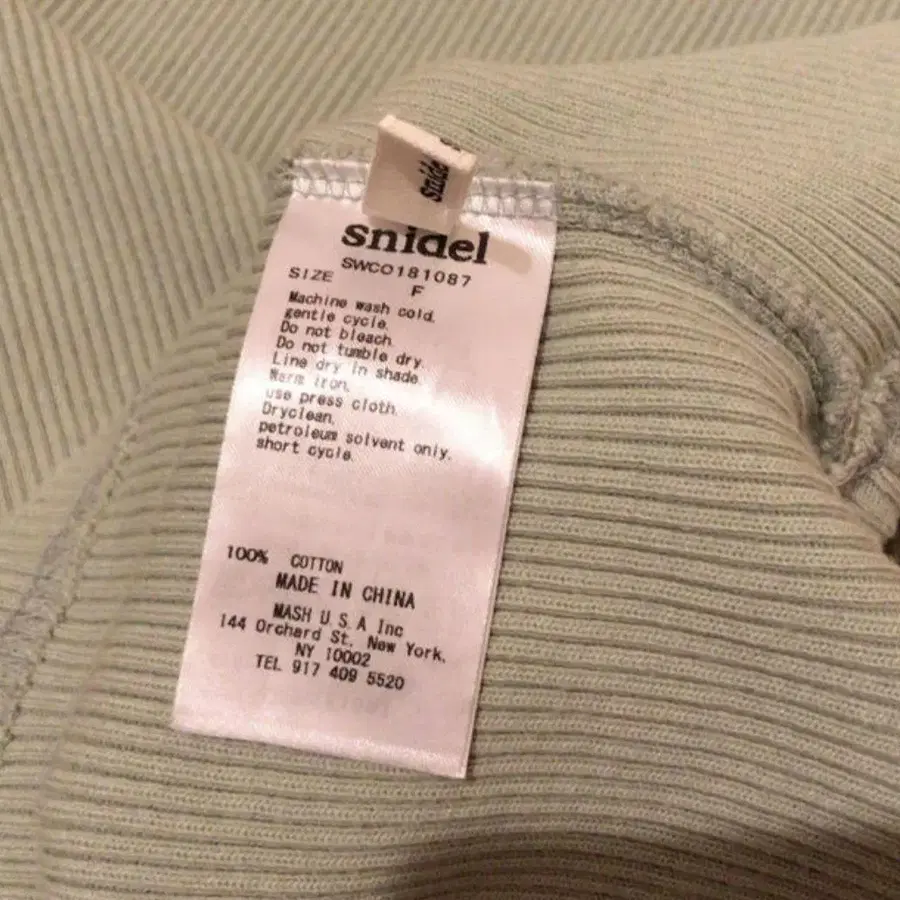 snidel
snidel
SWCO181087
SIZE F
Machine wash cold.
gentle cycle.
Do not bleach.
Do not tumble dry.
Line dry in shade.
Warm iron.
use press cloth.
Dryclean.
petroleum solvent only.
short cycle.
100% COTTON
MADE IN CHINA
MASH U.S.A Inc
144 Orchard St. New York.
NY 10002
TEL 917 409 5520